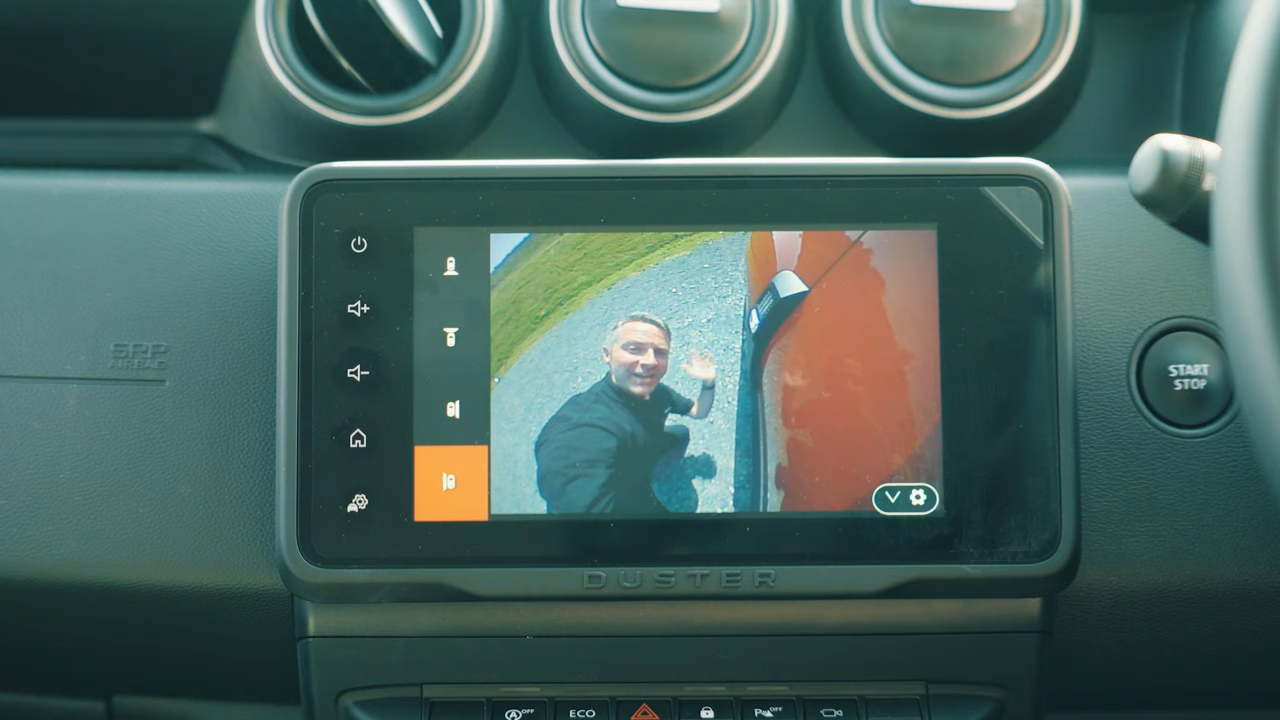 SRP
AIRBAG
START
STOP
DUSTER
A OFF
ECO
P OFF